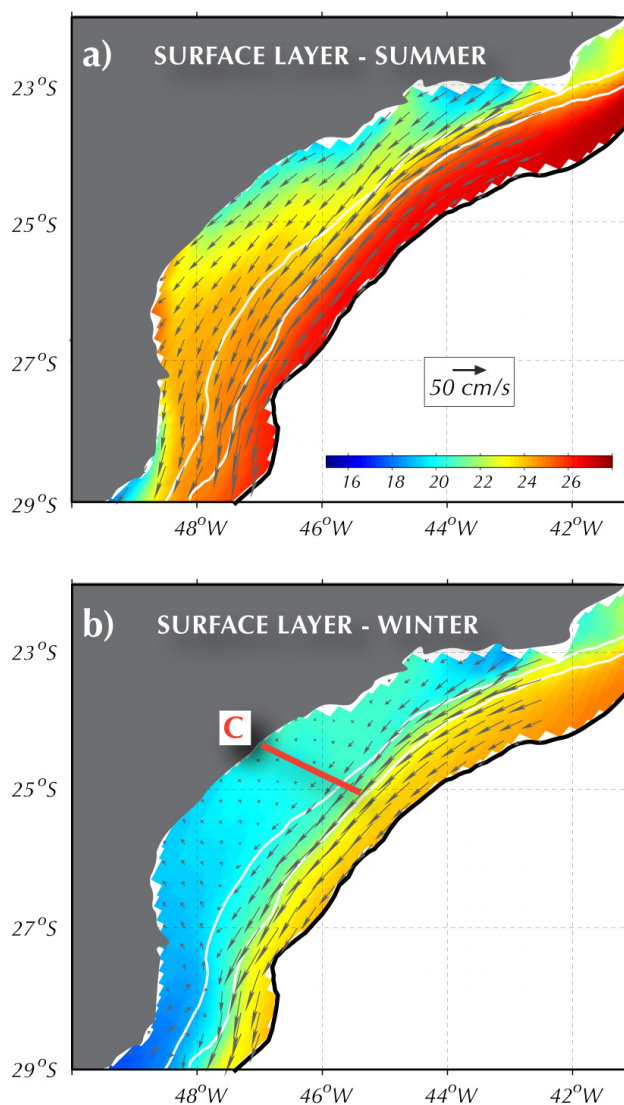 a) SURFACE LAYER - SUMMER
23°S
25°S
27°S
50 cm/s
16 18 20 22 24 26
29°S
48°W 46°W 44°W 42°W
b) SURFACE LAYER - WINTER
23°S
C
25°S
27°S
29°S
48°W 46°W 44°W 42°W